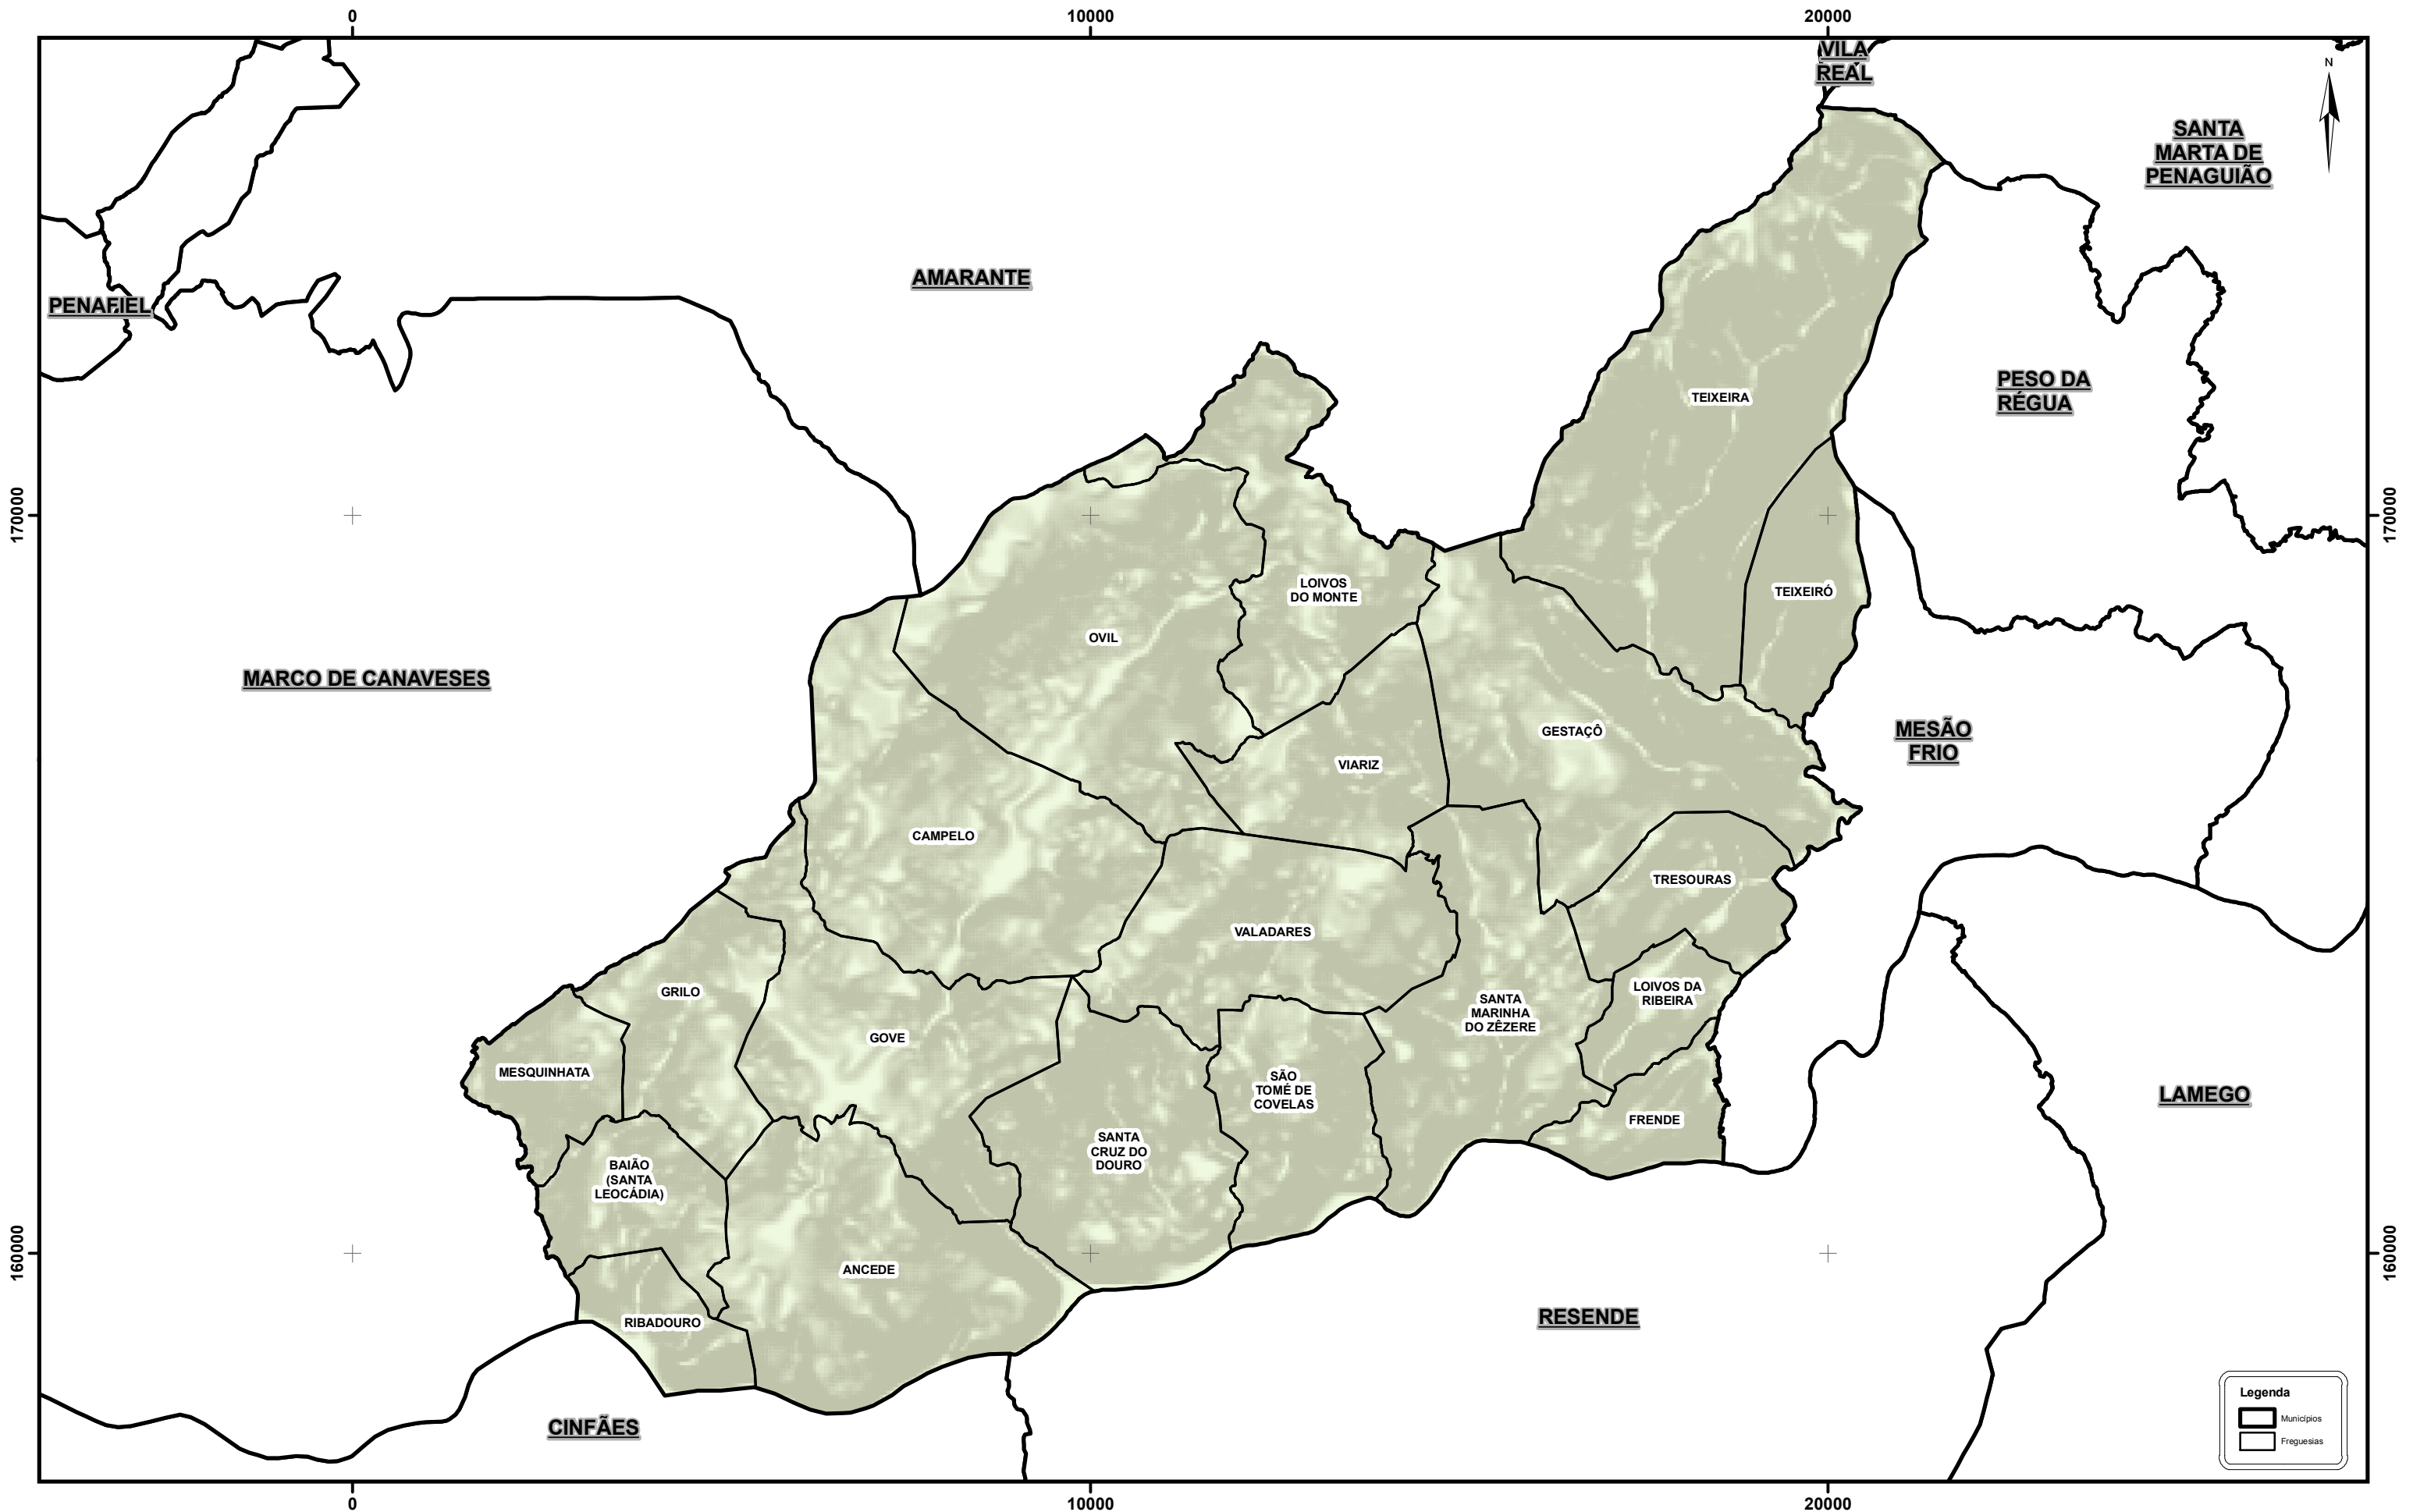 0
10000
20000
VILA
REAL
N
SANTA
MARTA DE
PENAGUIÃO
AMARANTE
PENAFIEL
PESO DA
RÉGUA
TEIXEIRA
170000
170000
LOIVOS
DO MONTE
TEIXEIRÓ
OVIL
MARCO DE CANAVESES
GESTAÇÔ
MESÃO
FRIO
VIARIZ
CAMPELO
TRESOURAS
VALADARES
GRILO
LOIVOS DA
RIBEIRA
SANTA
MARINHA
DO ZÊZERE
GOVE
MESQUINHATA
SÃO
TOMÉ DE
COVELAS
LAMEGO
FRENDE
SANTA
CRUZ DO
DOURO
BAIÃO
(SANTA
LEOCÁDIA)
160000
160000
ANCEDE
RIBADOURO
RESENDE
CINFÃES
Legenda
Municípios
Freguesias
0
10000
20000